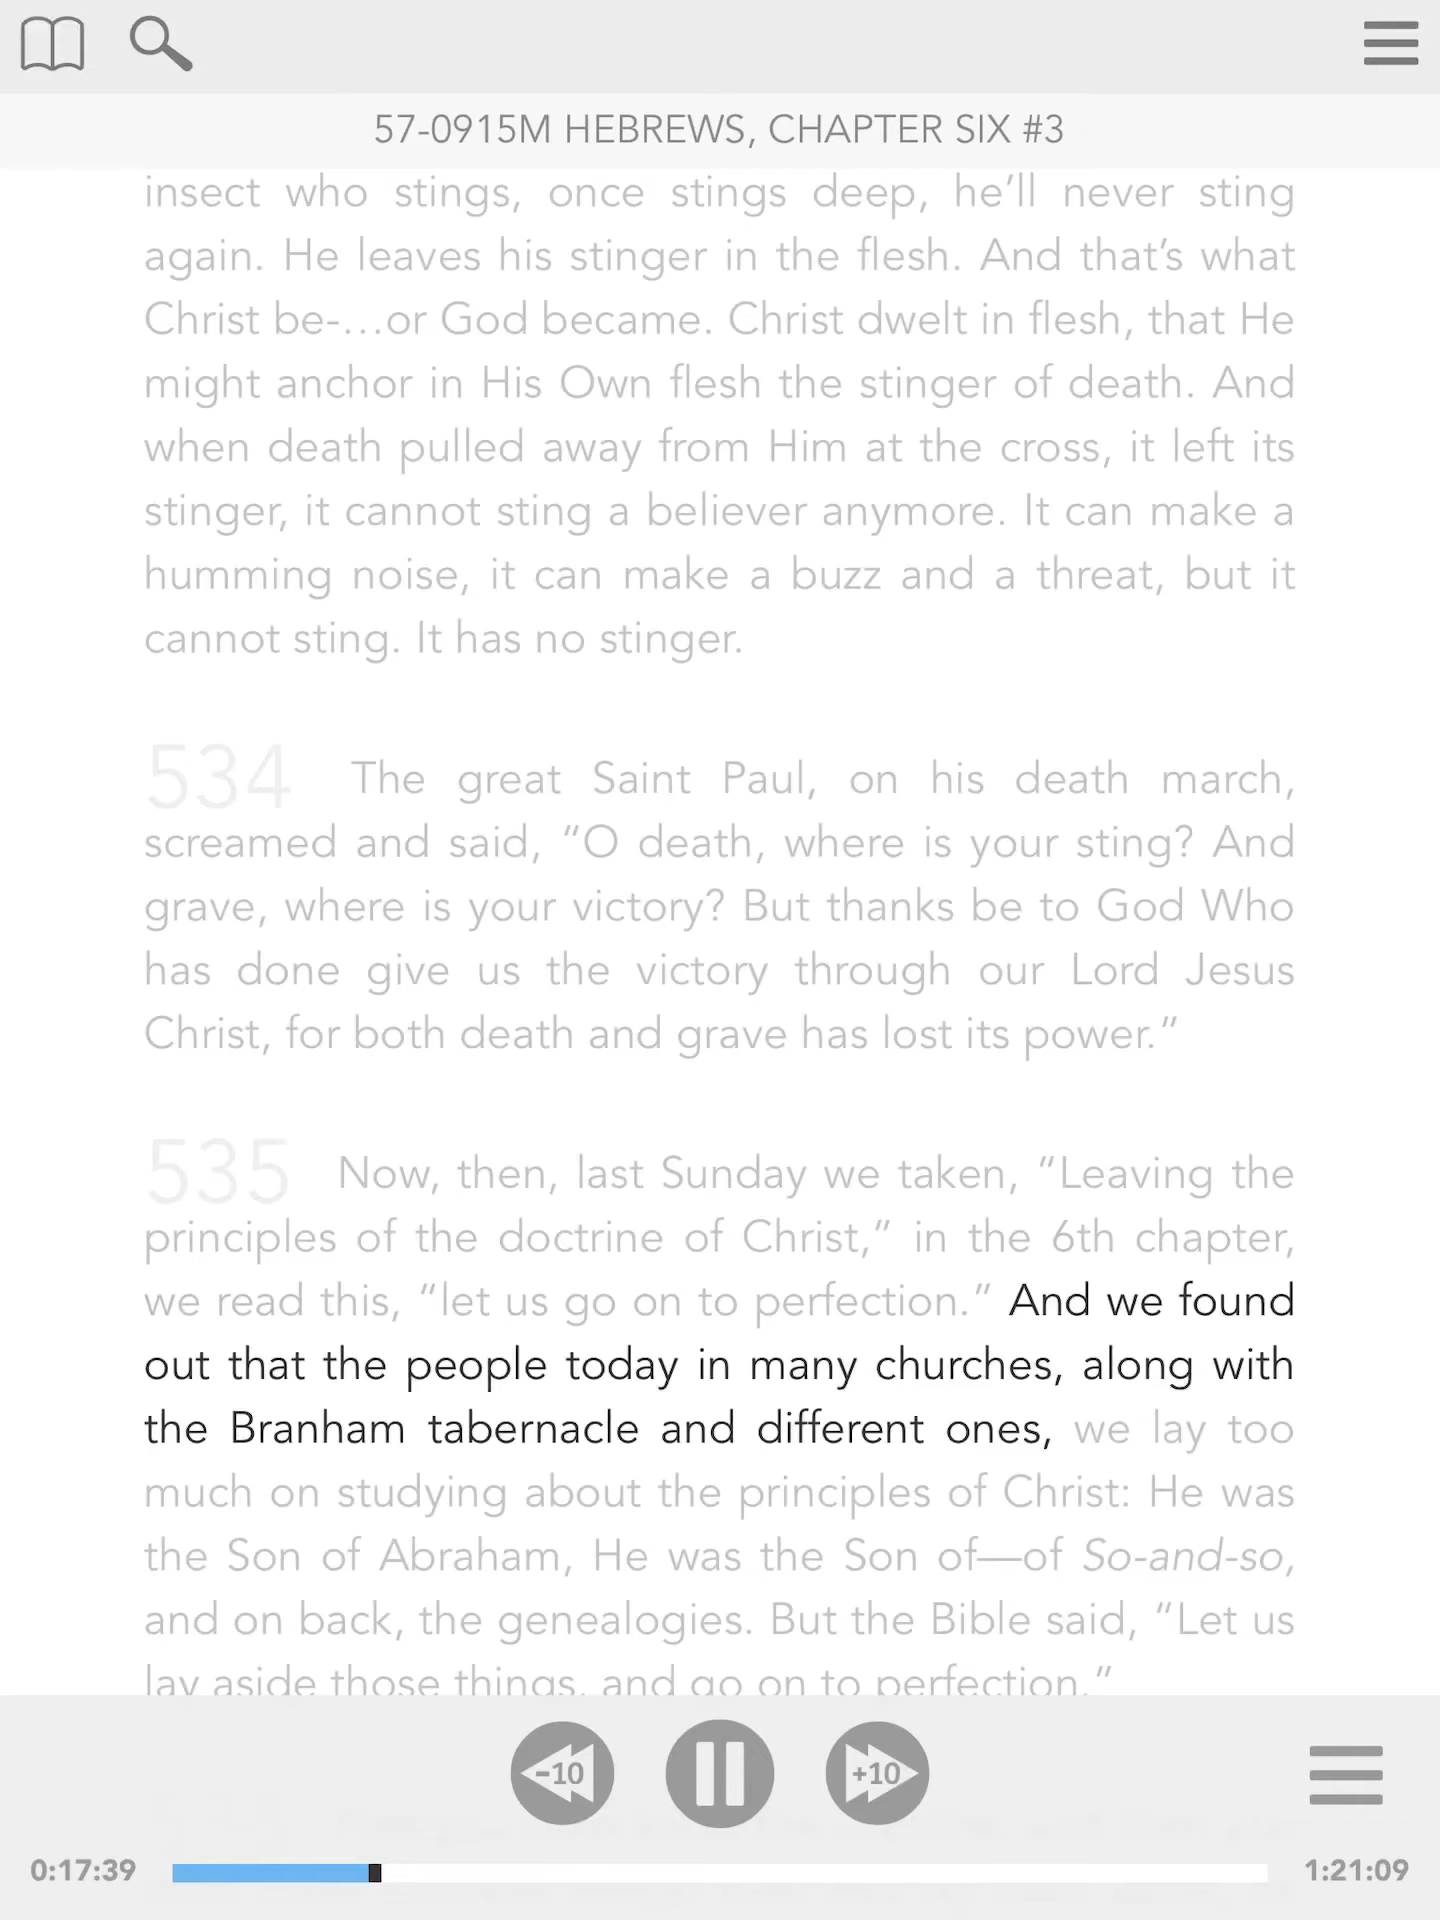 57-0915M HEBREWS, CHAPTER SIX #3
insect who stings, once stings deep, he’ll never sting
again. He leaves his stinger in the flesh. And that’s what
Christ be-…or God became. Christ dwelt in flesh, that He
might anchor in His Own flesh the stinger of death. And
when death pulled away from Him at the cross, it left its
stinger, it cannot sting a believer anymore. It can make a
humming noise, it can make a buzz and a threat, but it
cannot sting. It has no stinger.
534 The great Saint Paul, on his death march,
screamed and said, “O death, where is your sting? And
grave, where is your victory? But thanks be to God Who
has done give us the victory through our Lord Jesus
Christ, for both death and grave has lost its power.”
535 Now, then, last Sunday we taken, “Leaving the
principles of the doctrine of Christ,” in the 6th chapter,
we read this, “let us go on to perfection.” And we found
out that the people today in many churches, along with
the Branham tabernacle and different ones, we lay too
much on studying about the principles of Christ: He was
the Son of Abraham, He was the Son of—of So-and-so,
and on back, the genealogies. But the Bible said, “Let us
lay aside those things, and go on to perfection.”
-10 +10
0:17:39 1:21:09